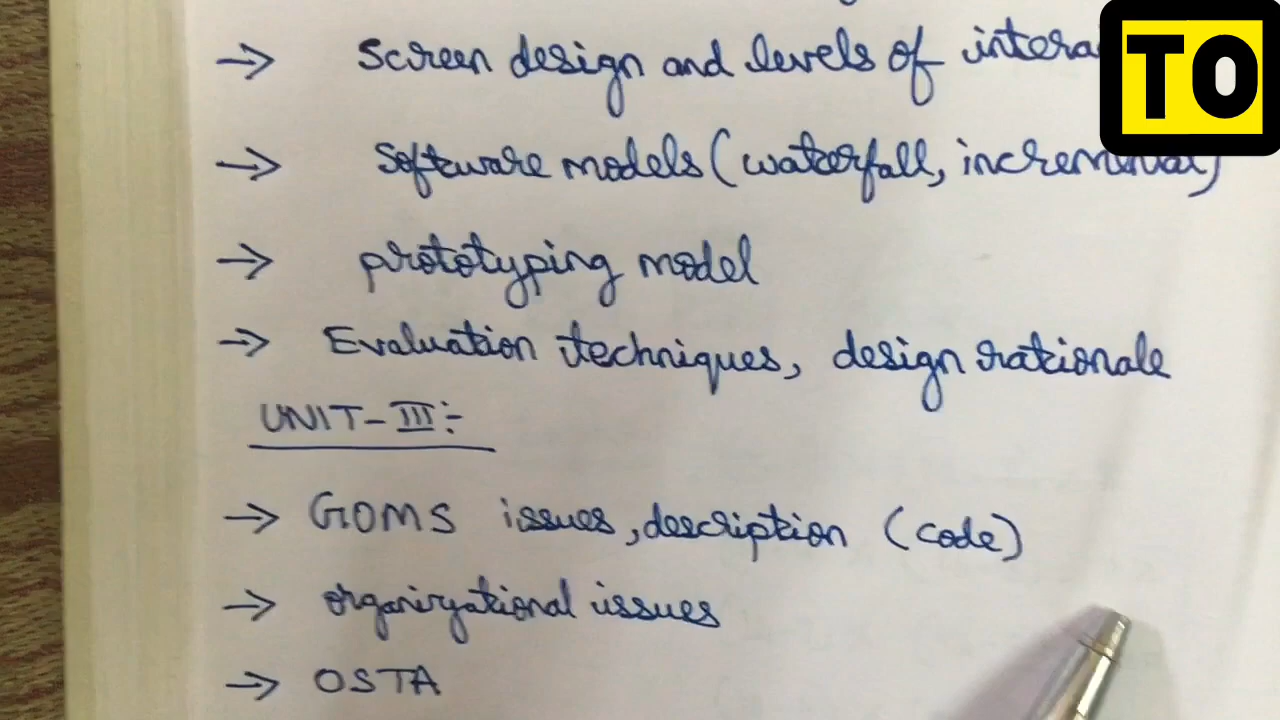 → Screen design and levels of intera
TO
→ Software models (waterfall, incremental)
→ prototyping model
→ Evaluation techniques, design rationale
UNIT-III:-
→ GOMS issues, description (code)
→ organizational issues
→ OSTA